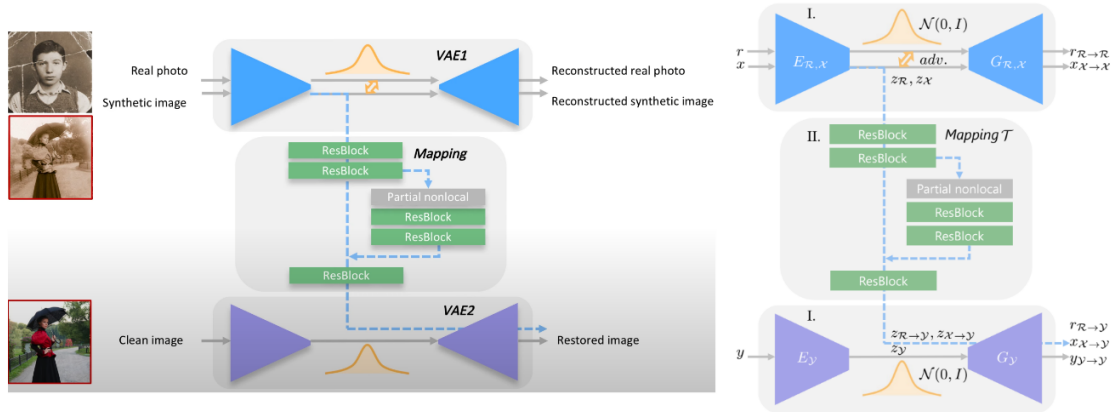 VAE1
Real photo
Synthetic image
Reconstructed real photo
Reconstructed synthetic image
Mapping
ResBlock
ResBlock
Partial nonlocal
ResBlock
ResBlock
ResBlock
VAE2
Clean image
Restored image
I.
𝒩(0, I)
r
x
E_{ℛ,𝒳}
adv.
z_ℛ, z_𝒳
G_{ℛ,𝒳}
r_{ℛ→ℛ}
x_{𝒳→𝒳}
II.
Mapping 𝒯
ResBlock
ResBlock
Partial nonlocal
ResBlock
ResBlock
ResBlock
I.
y
E_𝒴
z_{ℛ→𝒴}, z_{𝒳→𝒴}
z_𝒴
𝒩(0, I)
G_𝒴
r_{ℛ→𝒴}
x_{𝒳→𝒴}
y_{𝒴→𝒴}